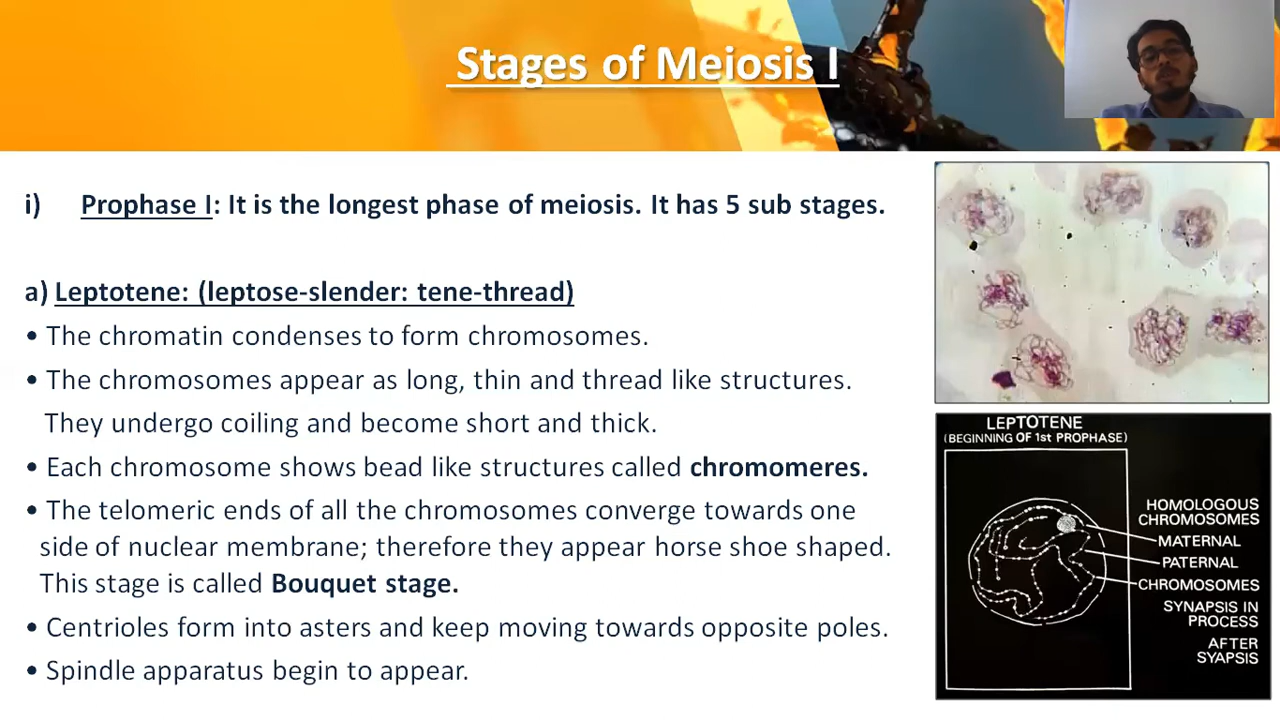 Stages of Meiosis I
i) Prophase I: It is the longest phase of meiosis. It has 5 sub stages.
a) Leptotene: (leptose-slender: tene-thread)
• The chromatin condenses to form chromosomes.
• The chromosomes appear as long, thin and thread like structures.
They undergo coiling and become short and thick.
• Each chromosome shows bead like structures called chromomeres.
• The telomeric ends of all the chromosomes converge towards one
side of nuclear membrane; therefore they appear horse shoe shaped.
This stage is called Bouquet stage.
• Centrioles form into asters and keep moving towards opposite poles.
• Spindle apparatus begin to appear.
LEPTOTENE
(BEGINNING OF 1st PROPHASE)
HOMOLOGOUS
CHROMOSOMES
MATERNAL
PATERNAL
CHROMOSOMES
SYNAPSIS IN
PROCESS
AFTER
SYAPSIS